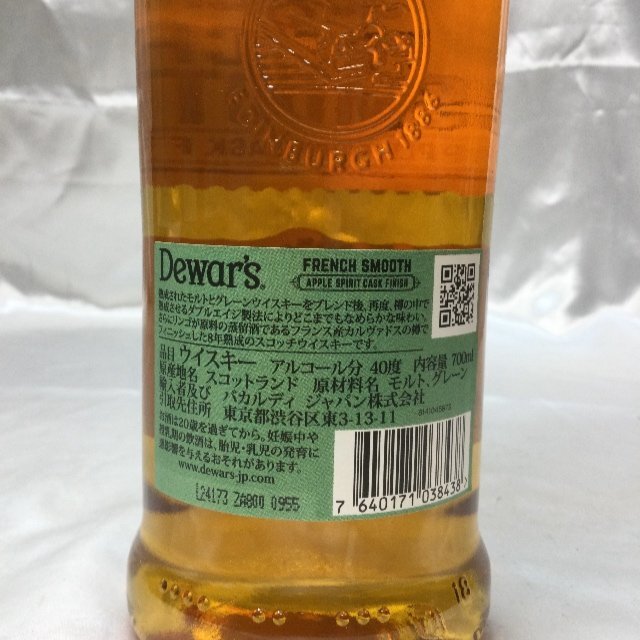 EDINBURGH 1886
Dewar's
FRENCH SMOOTH
APPLE SPIRIT CASK FINISH
熟成されたモルトとグレーンウイスキーをブレンド後、再度、樽の中で
熟成させるダブルエイジ製法によりどこまでもなめらかな味わい。
さらにリンゴが原料の蒸留酒であるフランス産カルヴァドスの樽で
フィニッシュした8年熟成のスコッチウイスキーです。
品目 ウイスキー アルコール分 40度 内容量 700ml
原産地名 スコットランド 原材料名 モルト、グレーン
輸入者及び バカルディ ジャパン株式会社
引取先住所 東京都渋谷区東3-13-11
お酒は20歳を過ぎてから。妊娠中や
授乳期の飲酒は、胎児・乳児の発育に
悪影響を与えるおそれがあります。
www.dewars-jp.com
7 640171 038438 >
L24173 ZA800 0955
18